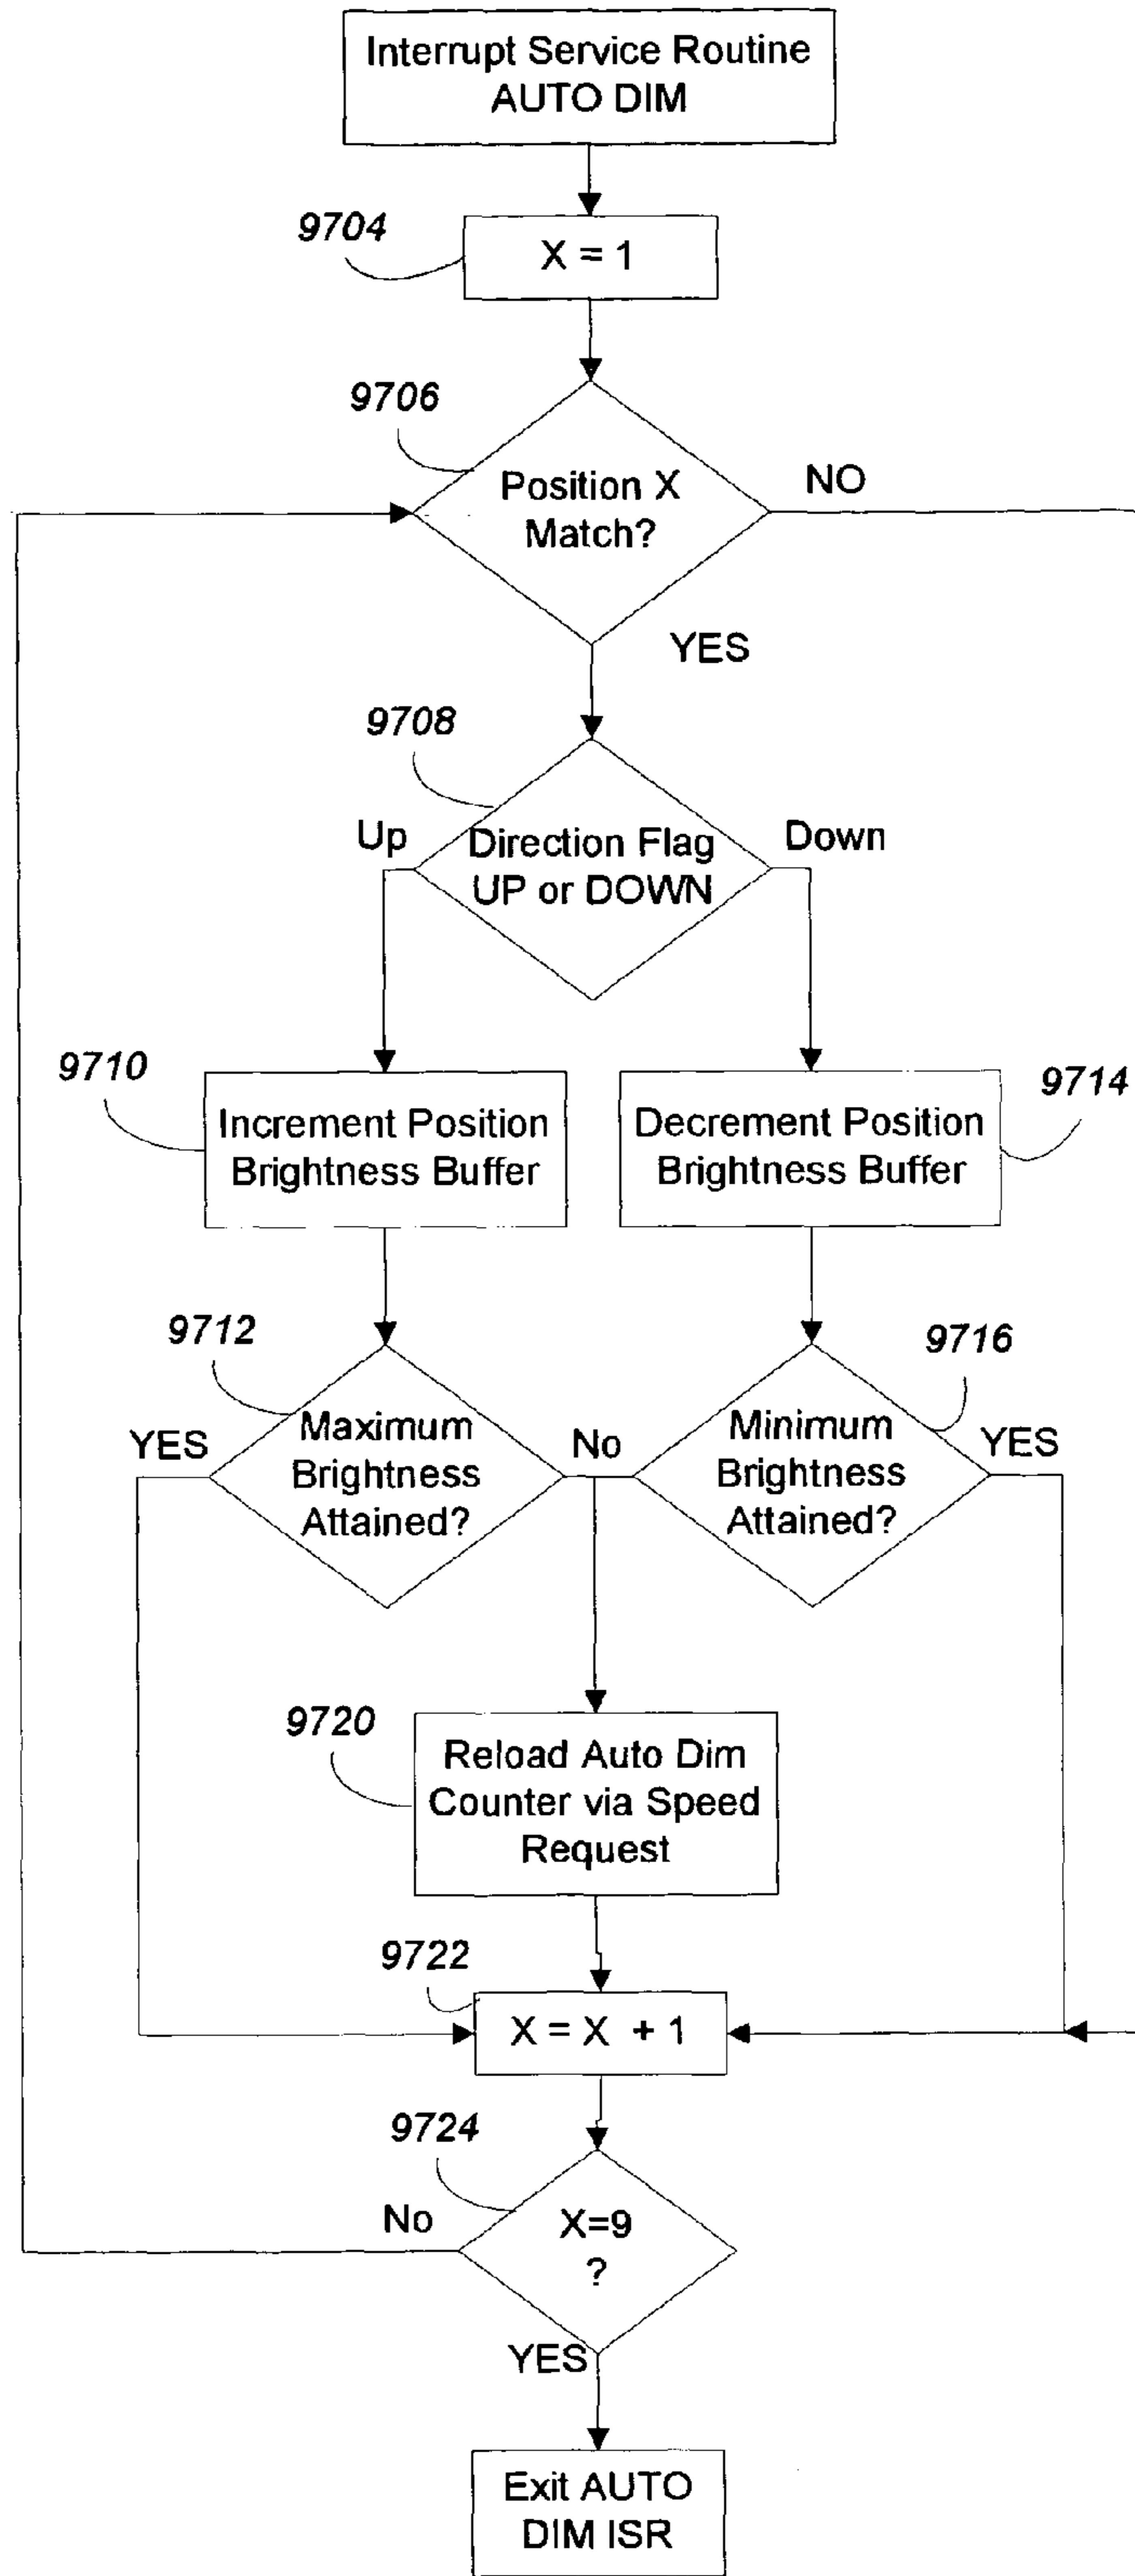 Interrupt Service Routine
AUTO DIM
9704
X = 1
9706
Position X
Match?
NO
YES
9708
Up
Direction Flag
UP or DOWN
Down
9710
Increment Position
Brightness Buffer
Decrement Position
Brightness Buffer
9714
9712
YES
Maximum
Brightness
Attained?
No
Minimum
Brightness
Attained?
9716
YES
9720
Reload Auto Dim
Counter via Speed
Request
9722
X = X + 1
9724
No
X=9
?
YES
Exit AUTO
DIM ISR